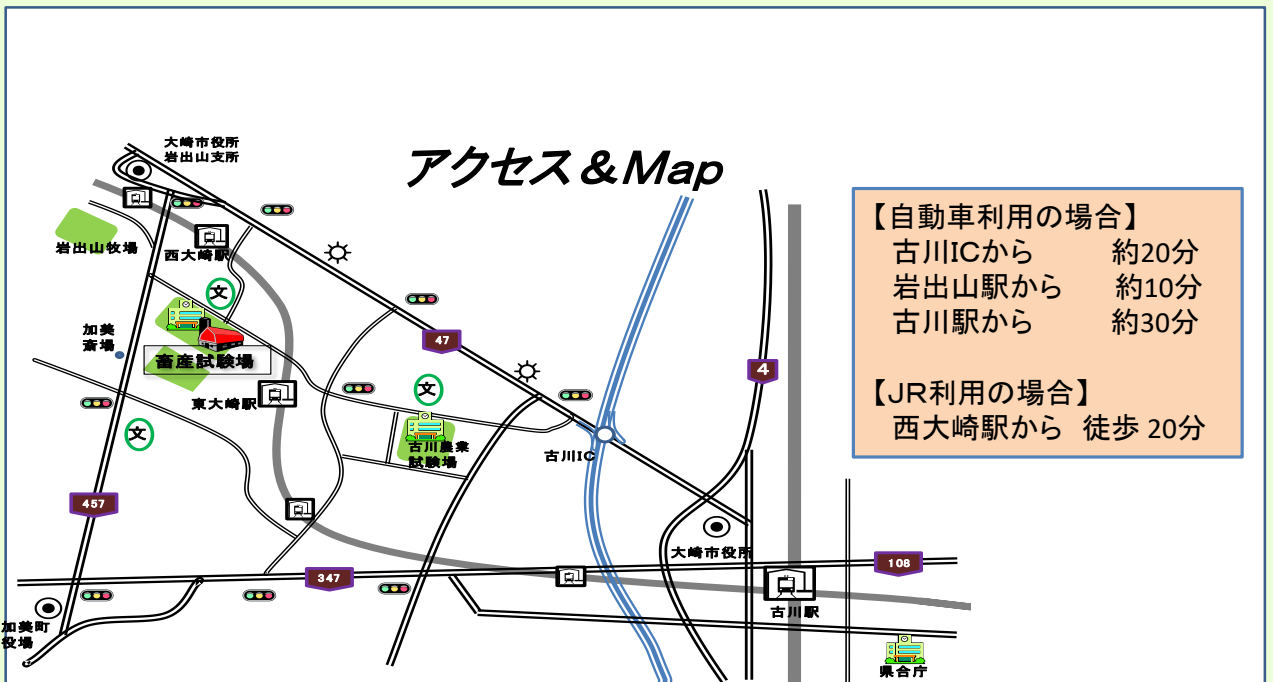 アクセス＆Map
大崎市役所
岩出山支所
岩出山牧場
西大崎駅
文
加美
斎場
畜産試験場
東大崎駅
文
文
古川農業
試験場
古川IC
47
4
457
347
108
大崎市役所
古川駅
加美町
役場
県合庁
【自動車利用の場合】
古川ICから 約20分
岩出山駅から 約10分
古川駅から 約30分
【JR利用の場合】
西大崎駅から 徒歩 20分